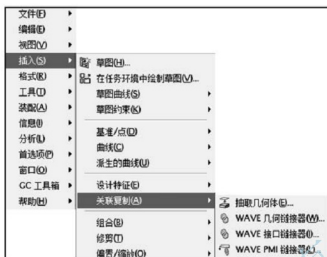 文件(F)
编辑(E)
视图(V)
插入(S)
格式(R)
工具(T)
装配(A)
信息(I)
分析(L)
首选项(P)
窗口(O)
GC 工具箱
帮助(H)
草图(H)...
在任务环境中绘制草图(V)...
草图曲线(S)
草图约束(K)
基准/点(D)
曲线(C)
派生的曲线(U)
设计特征(E)
关联复制(A)
组合(B)
修剪(T)
偏置/缩放(O)
抽取几何体(E)...
WAVE 几何链接器(W)...
WAVE 接口链接器(I)...
WAVE PMI 链接器(L)...